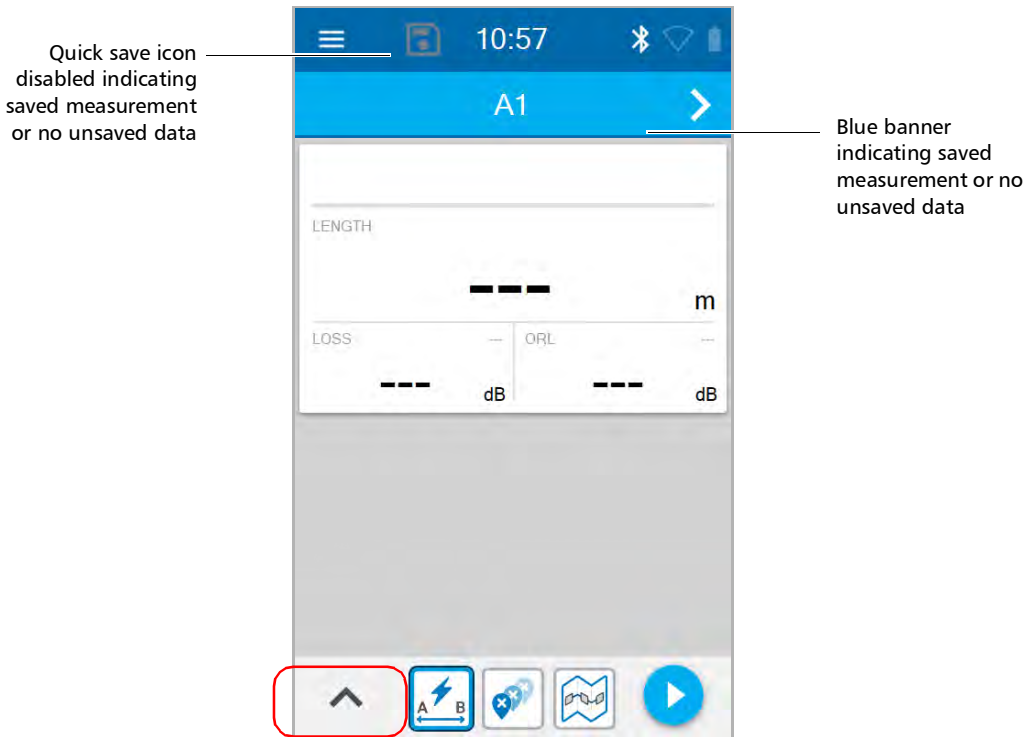 Quick save icon
disabled indicating
saved measurement
or no unsaved data
10:57
A1
Blue banner
indicating saved
measurement or no
unsaved data
LENGTH
--- m
LOSS --- ORL ---
--- dB --- dB
A B